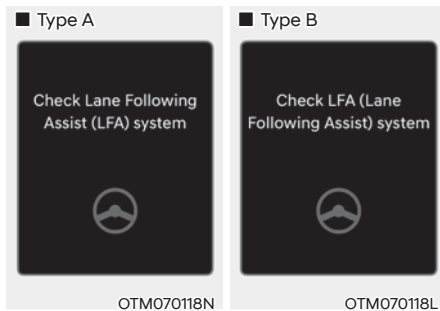 ■ Type A
Check Lane Following
Assist (LFA) system
OTM070118N
■ Type B
Check LFA (Lane
Following Assist) system
OTM070118L